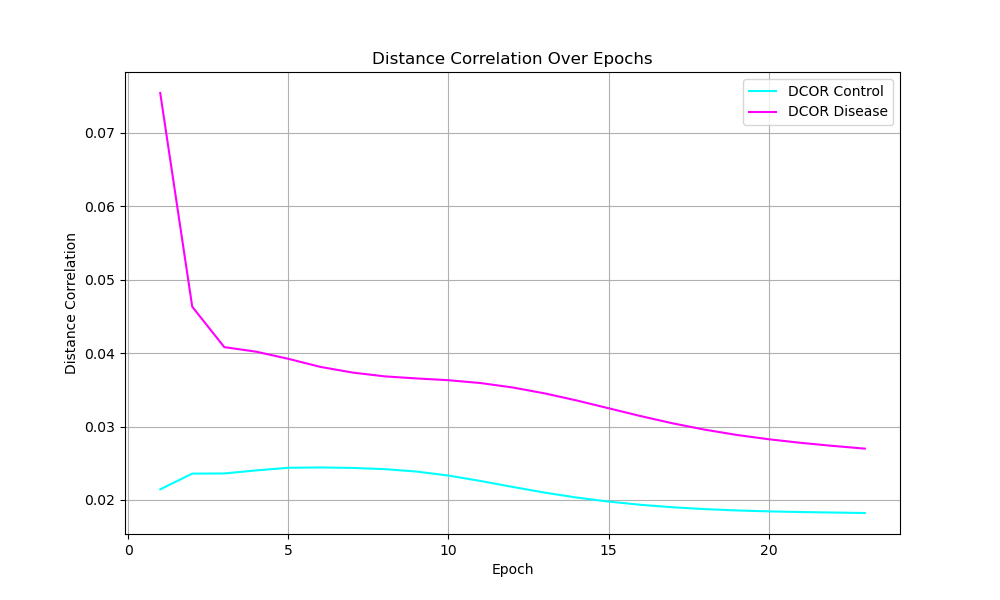 Distance Correlation Over Epochs
DCOR Control
DCOR Disease
Distance Correlation
0.07
0.06
0.05
0.04
0.03
0.02
0
5
10
15
20
Epoch